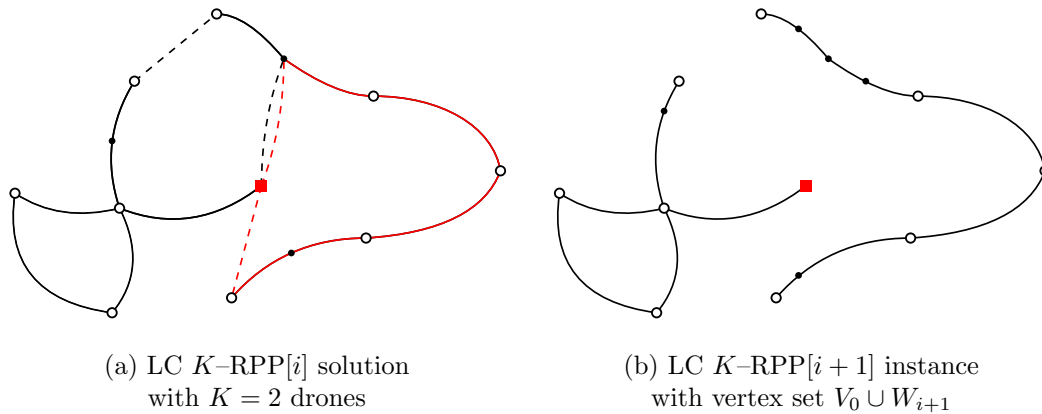 (a) LC K–RPP[i] solution
with K = 2 drones
(b) LC K–RPP[i + 1] instance
with vertex set V₀ ∪ Wᵢ₊₁